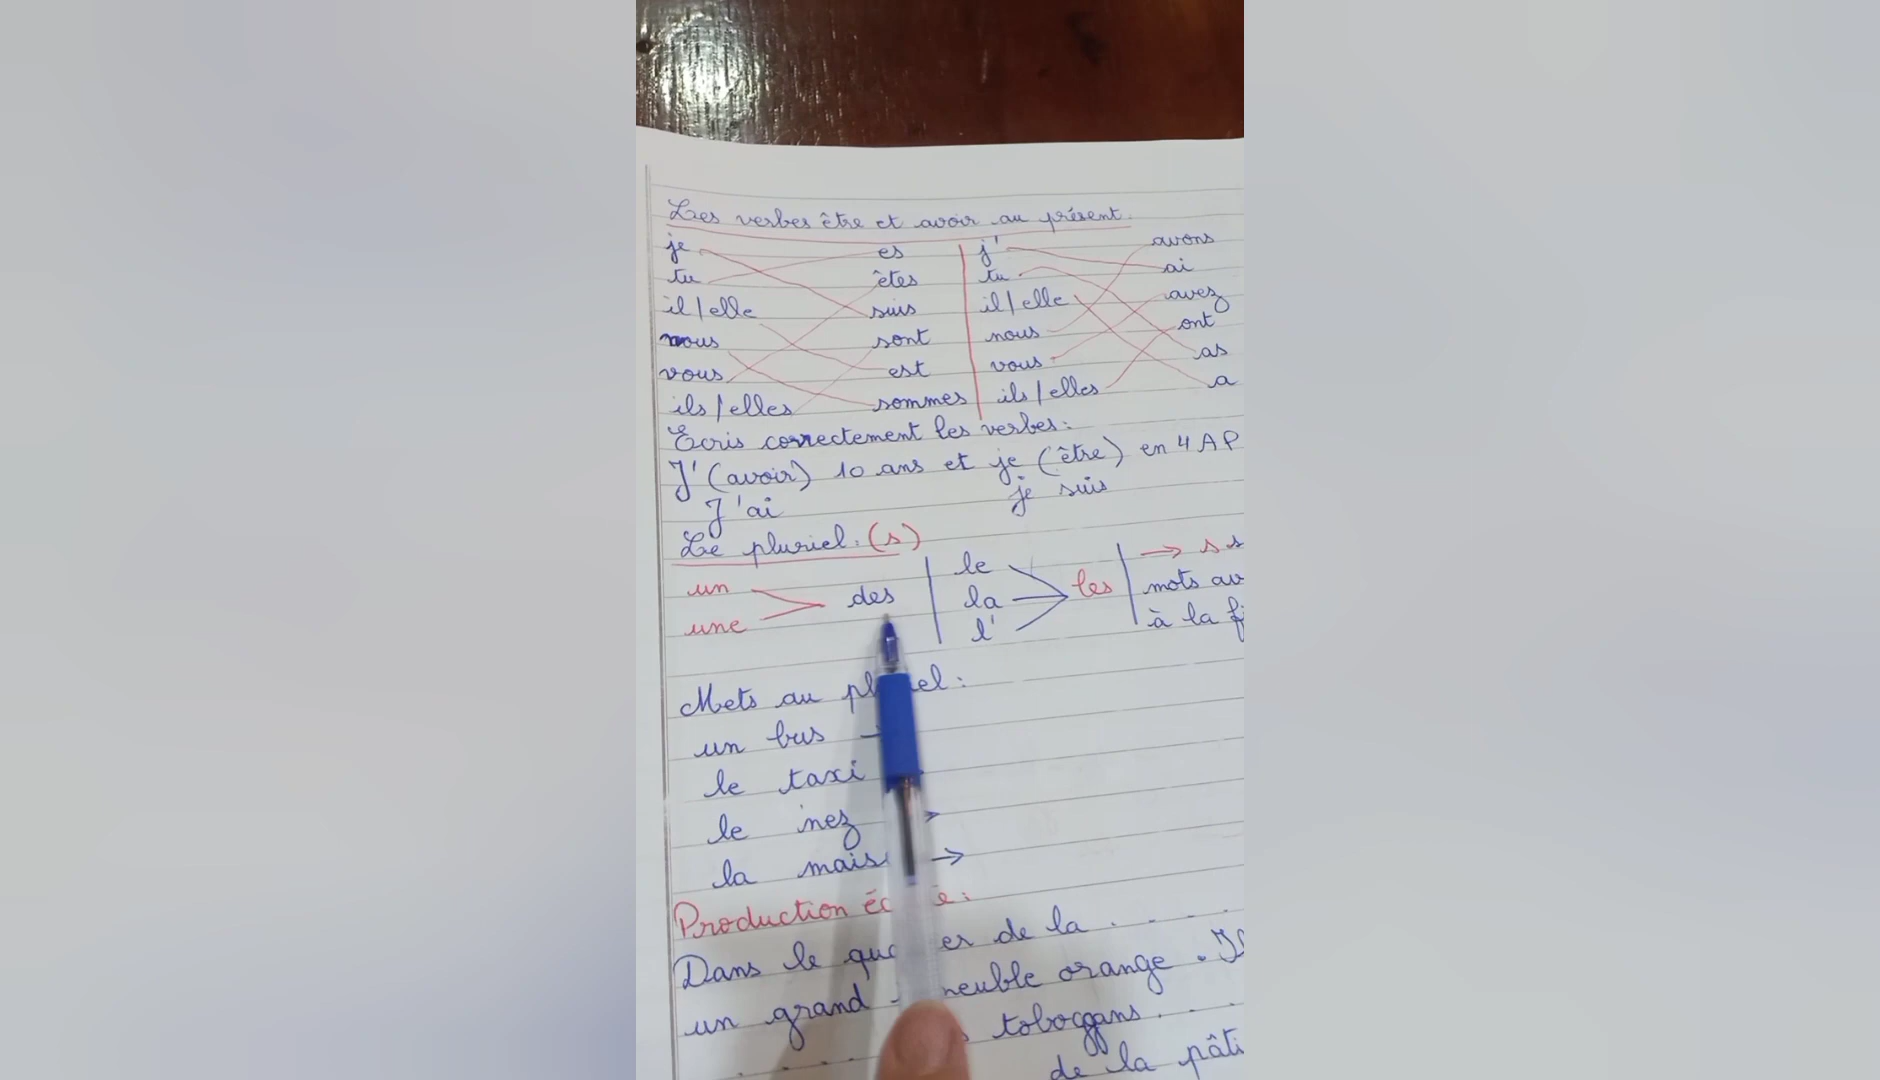 Les verbes être et avoir au présent.
je es j' avons
tu êtes tu ai
il/elle suis il/elle avez
nous sont nous ont
vous est vous as
ils/elles sommes ils/elles a
Ecris correctement les verbes:
J'(avoir) 10 ans et je (être) en 4 AP
J'ai je suis
Le pluriel: (s)
un des le les → s
une la mots
l' à la
Mets au
un bus →
le taxi
le nez
la →
Production
Dans le de la ....
un grand orange.
.... toboggans...
de la